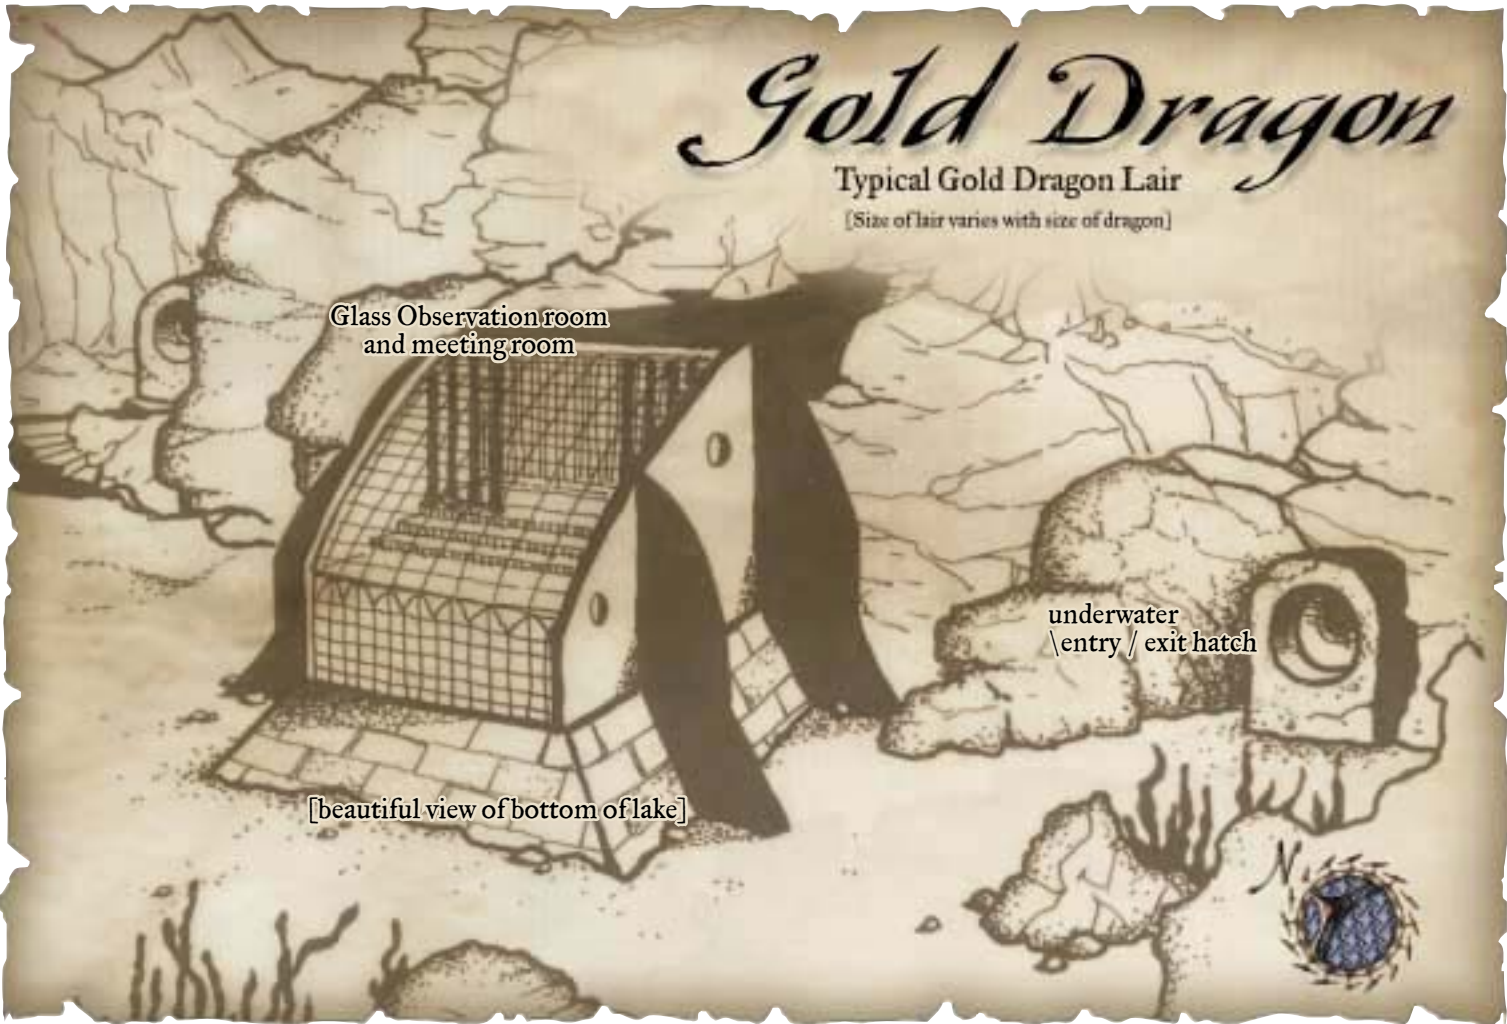 Gold Dragon
Typical Gold Dragon Lair
[Size of lair varies with size of dragon]
Glass Observation room
and meeting room
underwater
\entry / exit hatch
[beautiful view of bottom of lake]
N